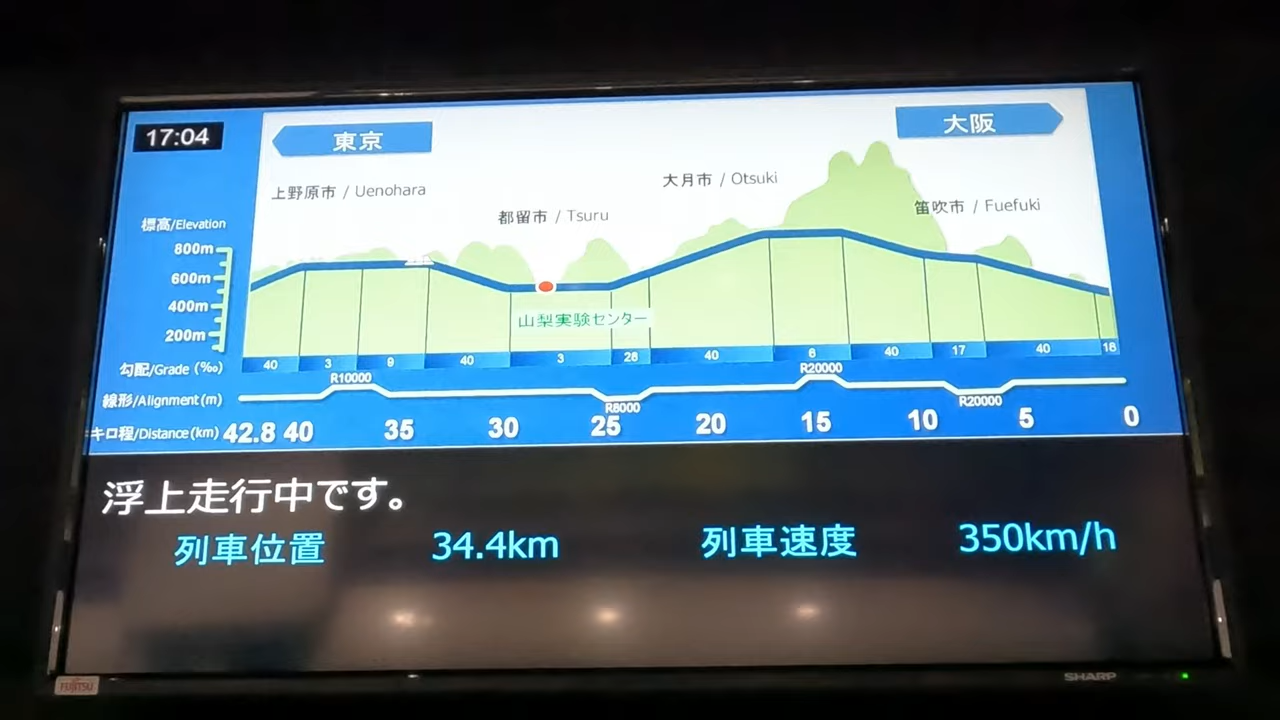 17:04
東京
大阪
上野原市 / Uenohara
都留市 / Tsuru
大月市 / Otsuki
笛吹市 / Fuefuki
標高/Elevation
800m
600m
400m
200m
山梨実験センター
勾配/Grade (‰)
40 3 9 40 3 28 40 6 40 17 40 18
線形/Alignment(m)
R10000 R8000 R20000 R20000
キロ程/Distance(km) 42.8 40 35 30 25 20 15 10 5 0
浮上走行中です。
列車位置 34.4km 列車速度 350km/h
FUJITSU
SHARP